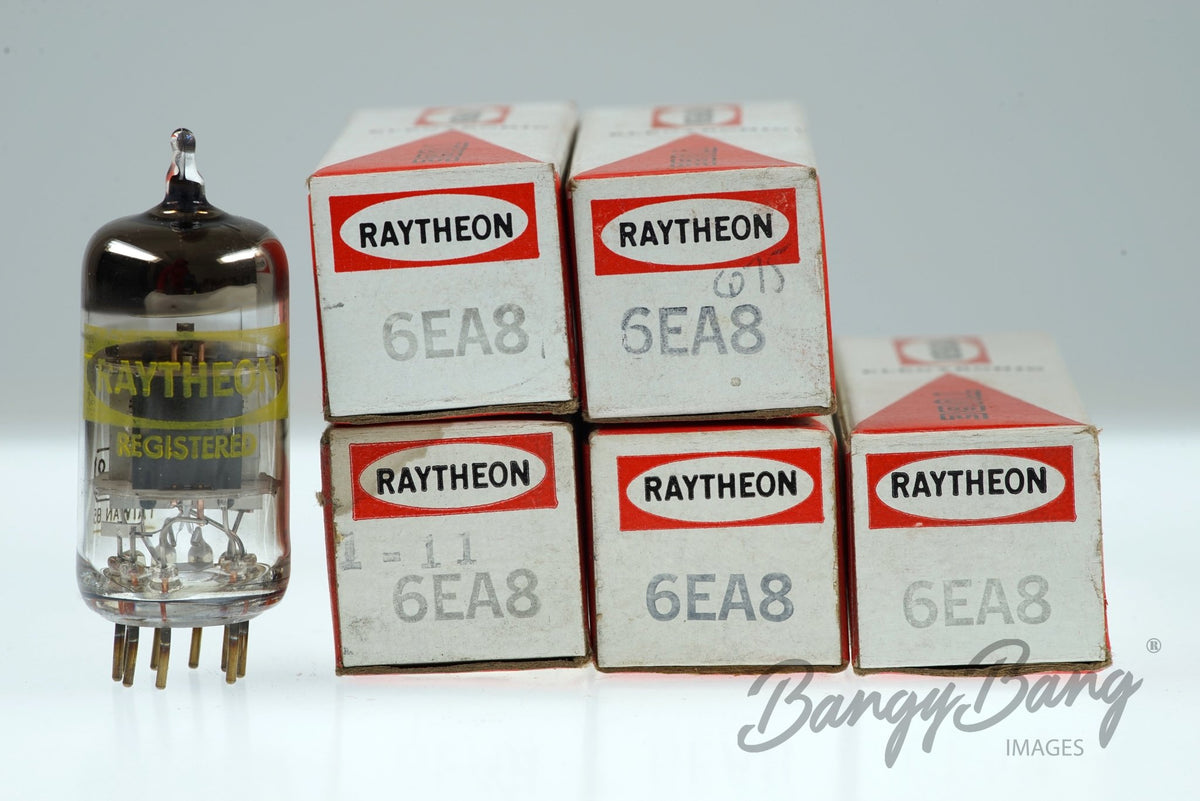 RAYTHEON
REGISTERED
RAYTHEON
6EA8
RAYTHEON
6EA8
RAYTHEON
1 - 11
6EA8
RAYTHEON
6EA8
RAYTHEON
6EA8
BangyBang ®
IMAGES